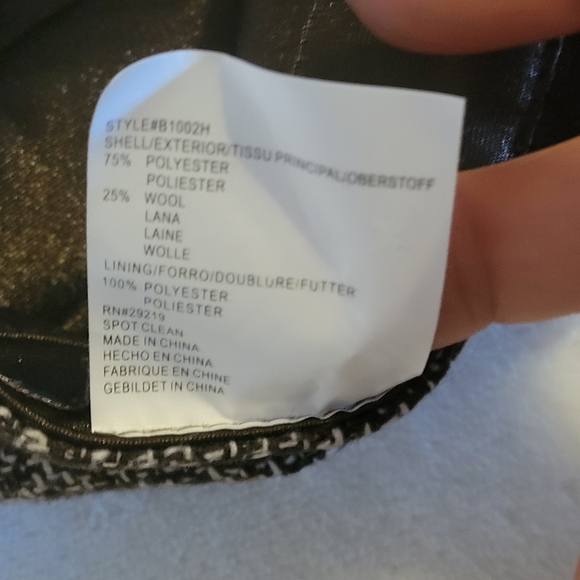 STYLE#B1002H
SHELL/EXTERIOR/TISSU PRINCIPAL/OBERSTOFF
75% POLYESTER
POLIESTER
25% WOOL
LANA
LAINE
WOLLE
LINING/FORRO/DOUBLURE/FUTTER
100% POLYESTER
POLIESTER
RN#29219
SPOT CLEAN
MADE IN CHINA
HECHO EN CHINA
FABRIQUE EN CHINE
GEBILDET IN CHINA